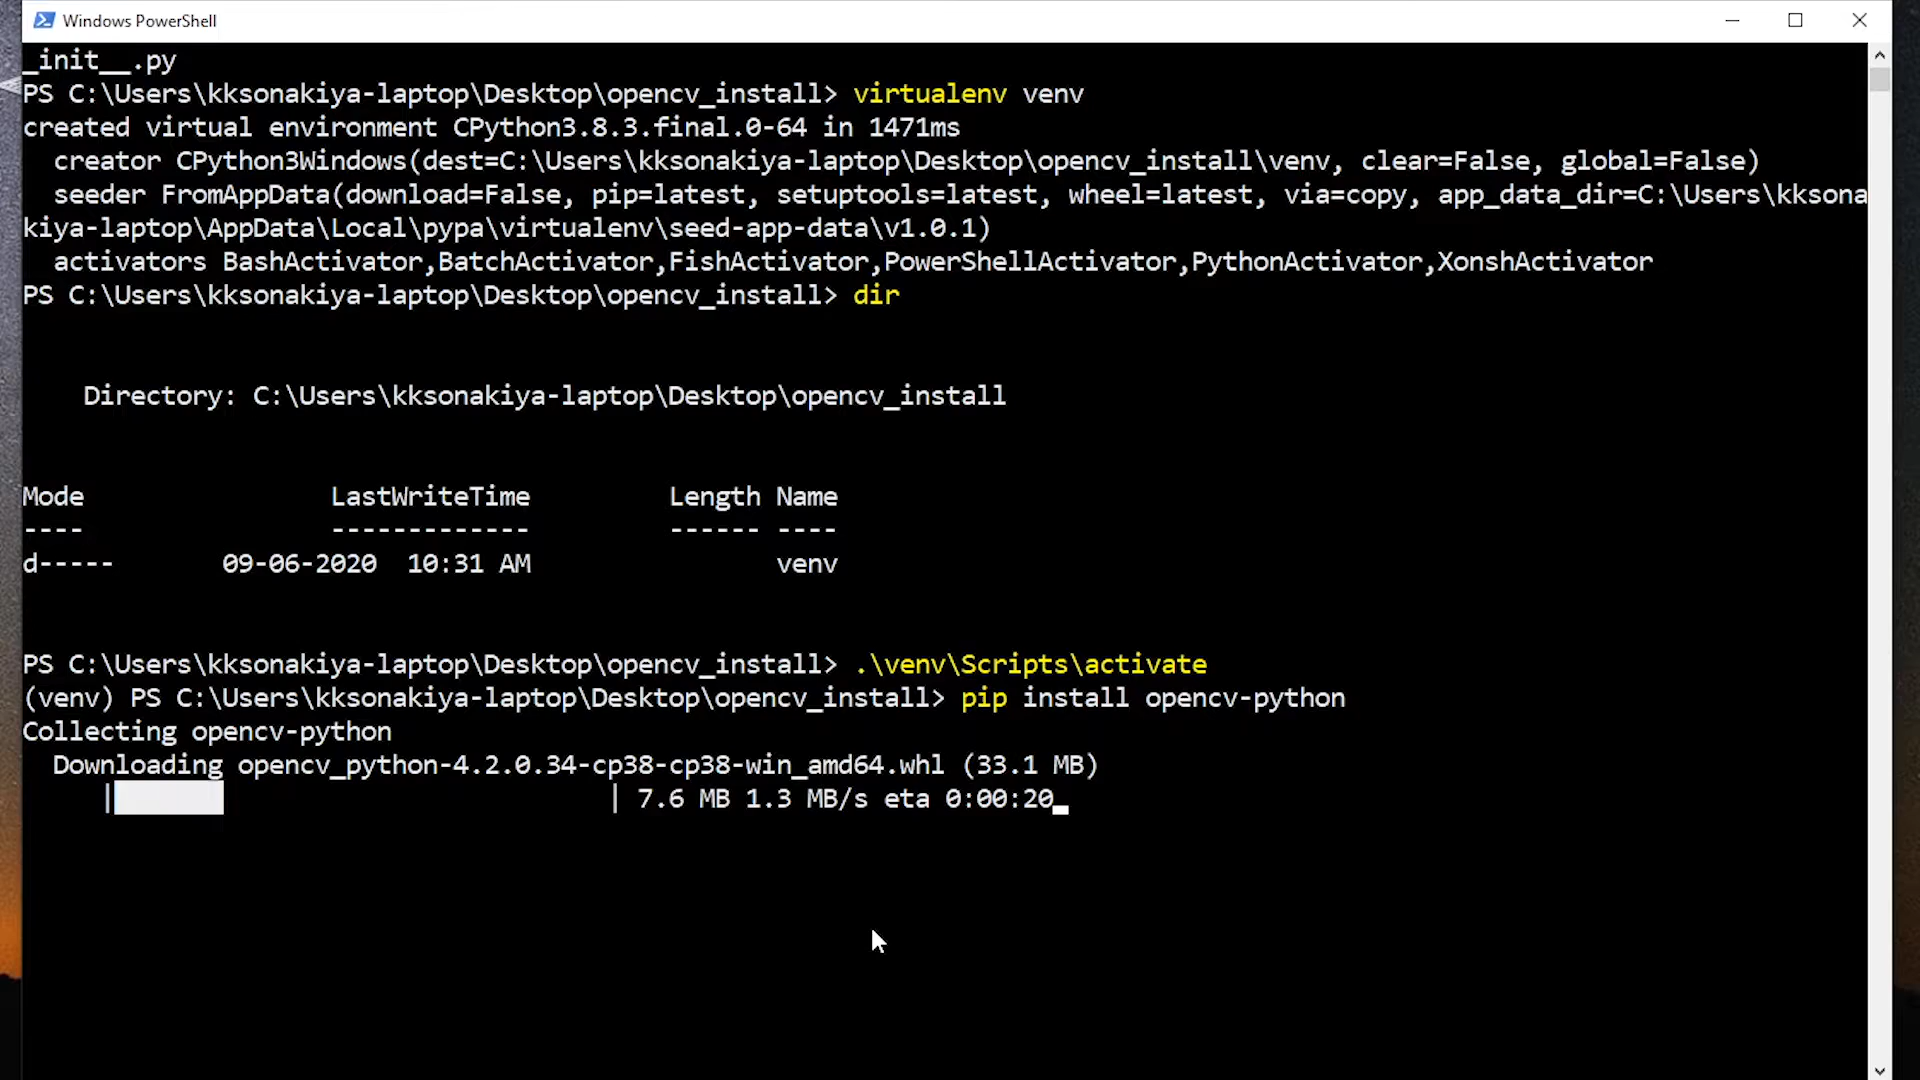 Windows PowerShell
_init__.py
PS C:\Users\kksonakiya-laptop\Desktop\opencv_install> virtualenv venv
created virtual environment CPython3.8.3.final.0-64 in 1471ms
  creator CPython3Windows(dest=C:\Users\kksonakiya-laptop\Desktop\opencv_install\venv, clear=False, global=False)
  seeder FromAppData(download=False, pip=latest, setuptools=latest, wheel=latest, via=copy, app_data_dir=C:\Users\kksona
kiya-laptop\AppData\Local\pypa\virtualenv\seed-app-data\v1.0.1)
  activators BashActivator,BatchActivator,FishActivator,PowerShellActivator,PythonActivator,XonshActivator
PS C:\Users\kksonakiya-laptop\Desktop\opencv_install> dir
    Directory: C:\Users\kksonakiya-laptop\Desktop\opencv_install
Mode                LastWriteTime         Length Name
----                -------------         ------ ----
d-----       09-06-2020  10:31 AM                venv
PS C:\Users\kksonakiya-laptop\Desktop\opencv_install> .\venv\Scripts\activate
(venv) PS C:\Users\kksonakiya-laptop\Desktop\opencv_install> pip install opencv-python
Collecting opencv-python
  Downloading opencv_python-4.2.0.34-cp38-cp38-win_amd64.whl (33.1 MB)
     |                                | 7.6 MB 1.3 MB/s eta 0:00:20